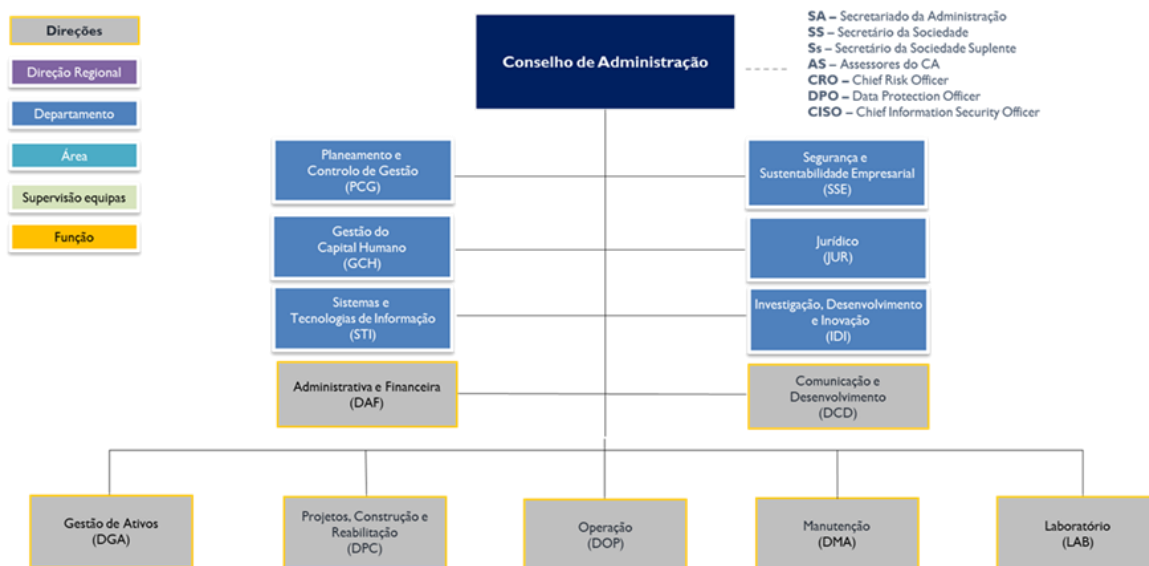 Direções
Direção Regional
Departamento
Área
Supervisão equipas
Função
Conselho de Administração
SA – Secretariado da Administração
SS – Secretário da Sociedade
Ss – Secretário da Sociedade Suplente
AS – Assessores do CA
CRO – Chief Risk Officer
DPO – Data Protection Officer
CISO – Chief Information Security Officer
Planeamento e
Controlo de Gestão
(PCG)
Segurança e
Sustentabilidade Empresarial
(SSE)
Gestão do
Capital Humano
(GCH)
Jurídico
(JUR)
Sistemas e
Tecnologias de Informação
(STI)
Investigação, Desenvolvimento
e Inovação
(IDI)
Administrativa e Financeira
(DAF)
Comunicação e
Desenvolvimento
(DCD)
Gestão de Ativos
(DGA)
Projetos, Construção e
Reabilitação
(DPC)
Operação
(DOP)
Manutenção
(DMA)
Laboratório
(LAB)